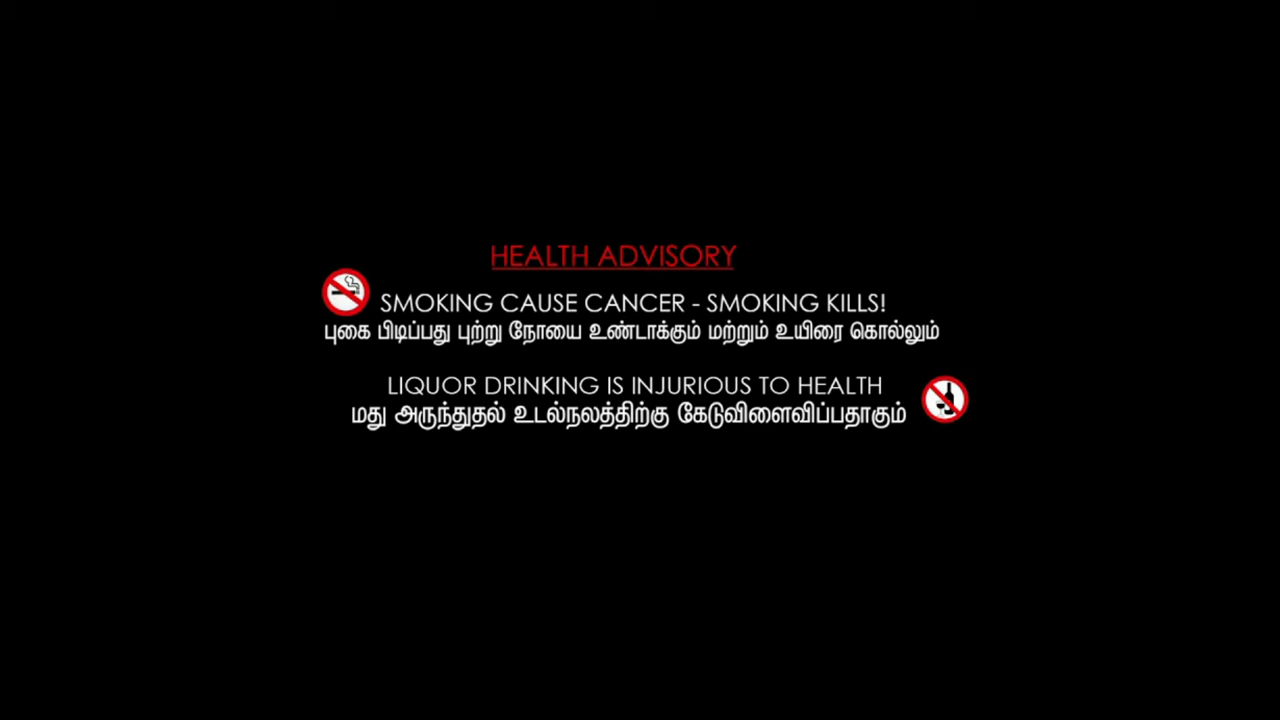 HEALTH ADVISORY
SMOKING CAUSE CANCER - SMOKING KILLS!
புகை பிடிப்பது புற்று நோயை உண்டாக்கும் மற்றும் உயிரை கொல்லும்
LIQUOR DRINKING IS INJURIOUS TO HEALTH
மது அருந்துதல் உடல்நலத்திற்கு கேடுவிளைவிப்பதாகும்